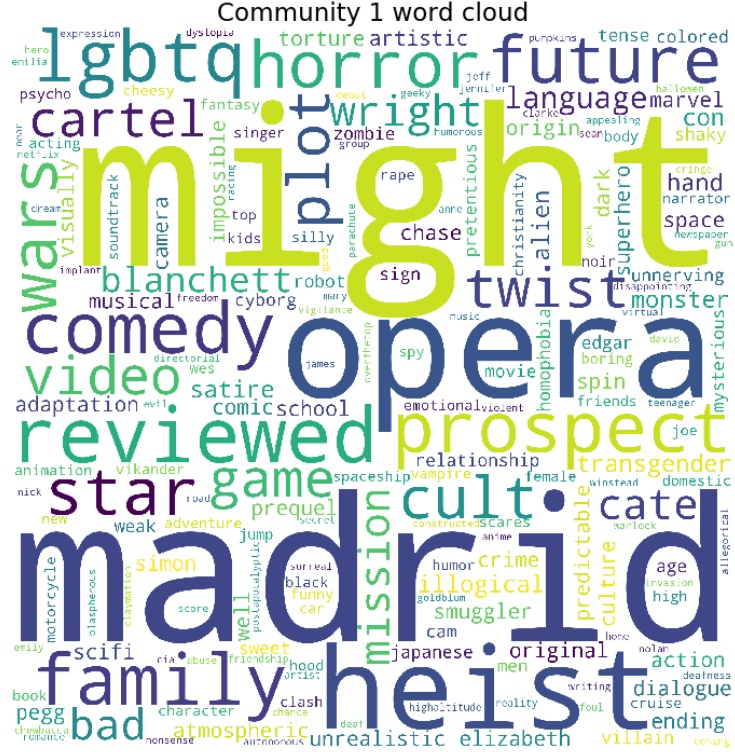 Community 1 word cloud
expression
dystopia
hero
emilia
lgbtq
torture
artistic
tense
colored
pumpkins
horror
future
psycho
cheesy
jeff
jennifer
debut
geeky
halloween
fantasy
cartel
plot
wright
language
marvel
clarke
appealing
sean
con
shaky
near
acting
netflix
wars
visually
might
singer
zombie
group
humorous
origin
body
cringe
dream
soundtrack
camera
impossible
racing
top
kids
silly
rape
anne
parachute
pretentious
chase
christianity
alien
york
dark
superhero
hand
narrator
space
newspaper
gun
noir
implant
blanchett
robot
good
sign
twist
unnerving
disappointing
monster
musical
freedom
cyborg
mary
vigilante
music
virtual
mysterious
comedy
opera
james
overthetop
spy
movie
homophobia
edgar
boring
david
directorial
video
wes
satire
spin
friends
teenager
adaptation
evil
comic
school
emotional
violent
reviewed
prospect
joe
relationship
transgender
animation
vikander
game
spaceship
vampire
female
winstead
domestic
nick
star
road
prequel
secret
cult
cate
new
weak
adventure
jump
mission
constructed
scares
anime
predictable
culture
warlock
allegorical
madrid
motorcycle
blasphemous
claymation
simon
well
postapocalyptic
surreal
black
funny
car
humor
crime
illogical
goldblum
smuggler
age
invasion
high
score
cam
emily
scifi
cia
abuse
sweet
friendship
hood
artist
japanese
original
men
home
nolan
action
deafness
family
heist
book
pegg
chewbacca
romance
bad
character
nonsense
atmospheric
chance
clash
deaf
autonomous
highaltitude
reality
writing
foul
dialogue
cruise
ending
unrealistic
elizabeth
villain
coming